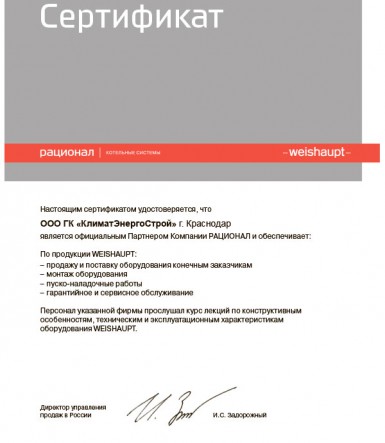 Сертификат
рационал | КОТЕЛЬНЫЕ СИСТЕМЫ –weishaupt–
Настоящим сертификатом удостоверяется, что
ООО ГК «КлиматЭнергоСтрой» г. Краснодар
является официальным Партнером Компании РАЦИОНАЛ и обеспечивает:
По продукции WEISHAUPT:
– продажу и поставку оборудования конечным заказчикам
– монтаж оборудования
– пуско-наладочные работы
– гарантийное и сервисное обслуживание
Персонал указанной фирмы прослушал курс лекций по конструктивным
особенностям, техническим и эксплуатационным характеристикам
оборудования WEISHAUPT.
Директор управления
продаж в России И.С. Задорожный